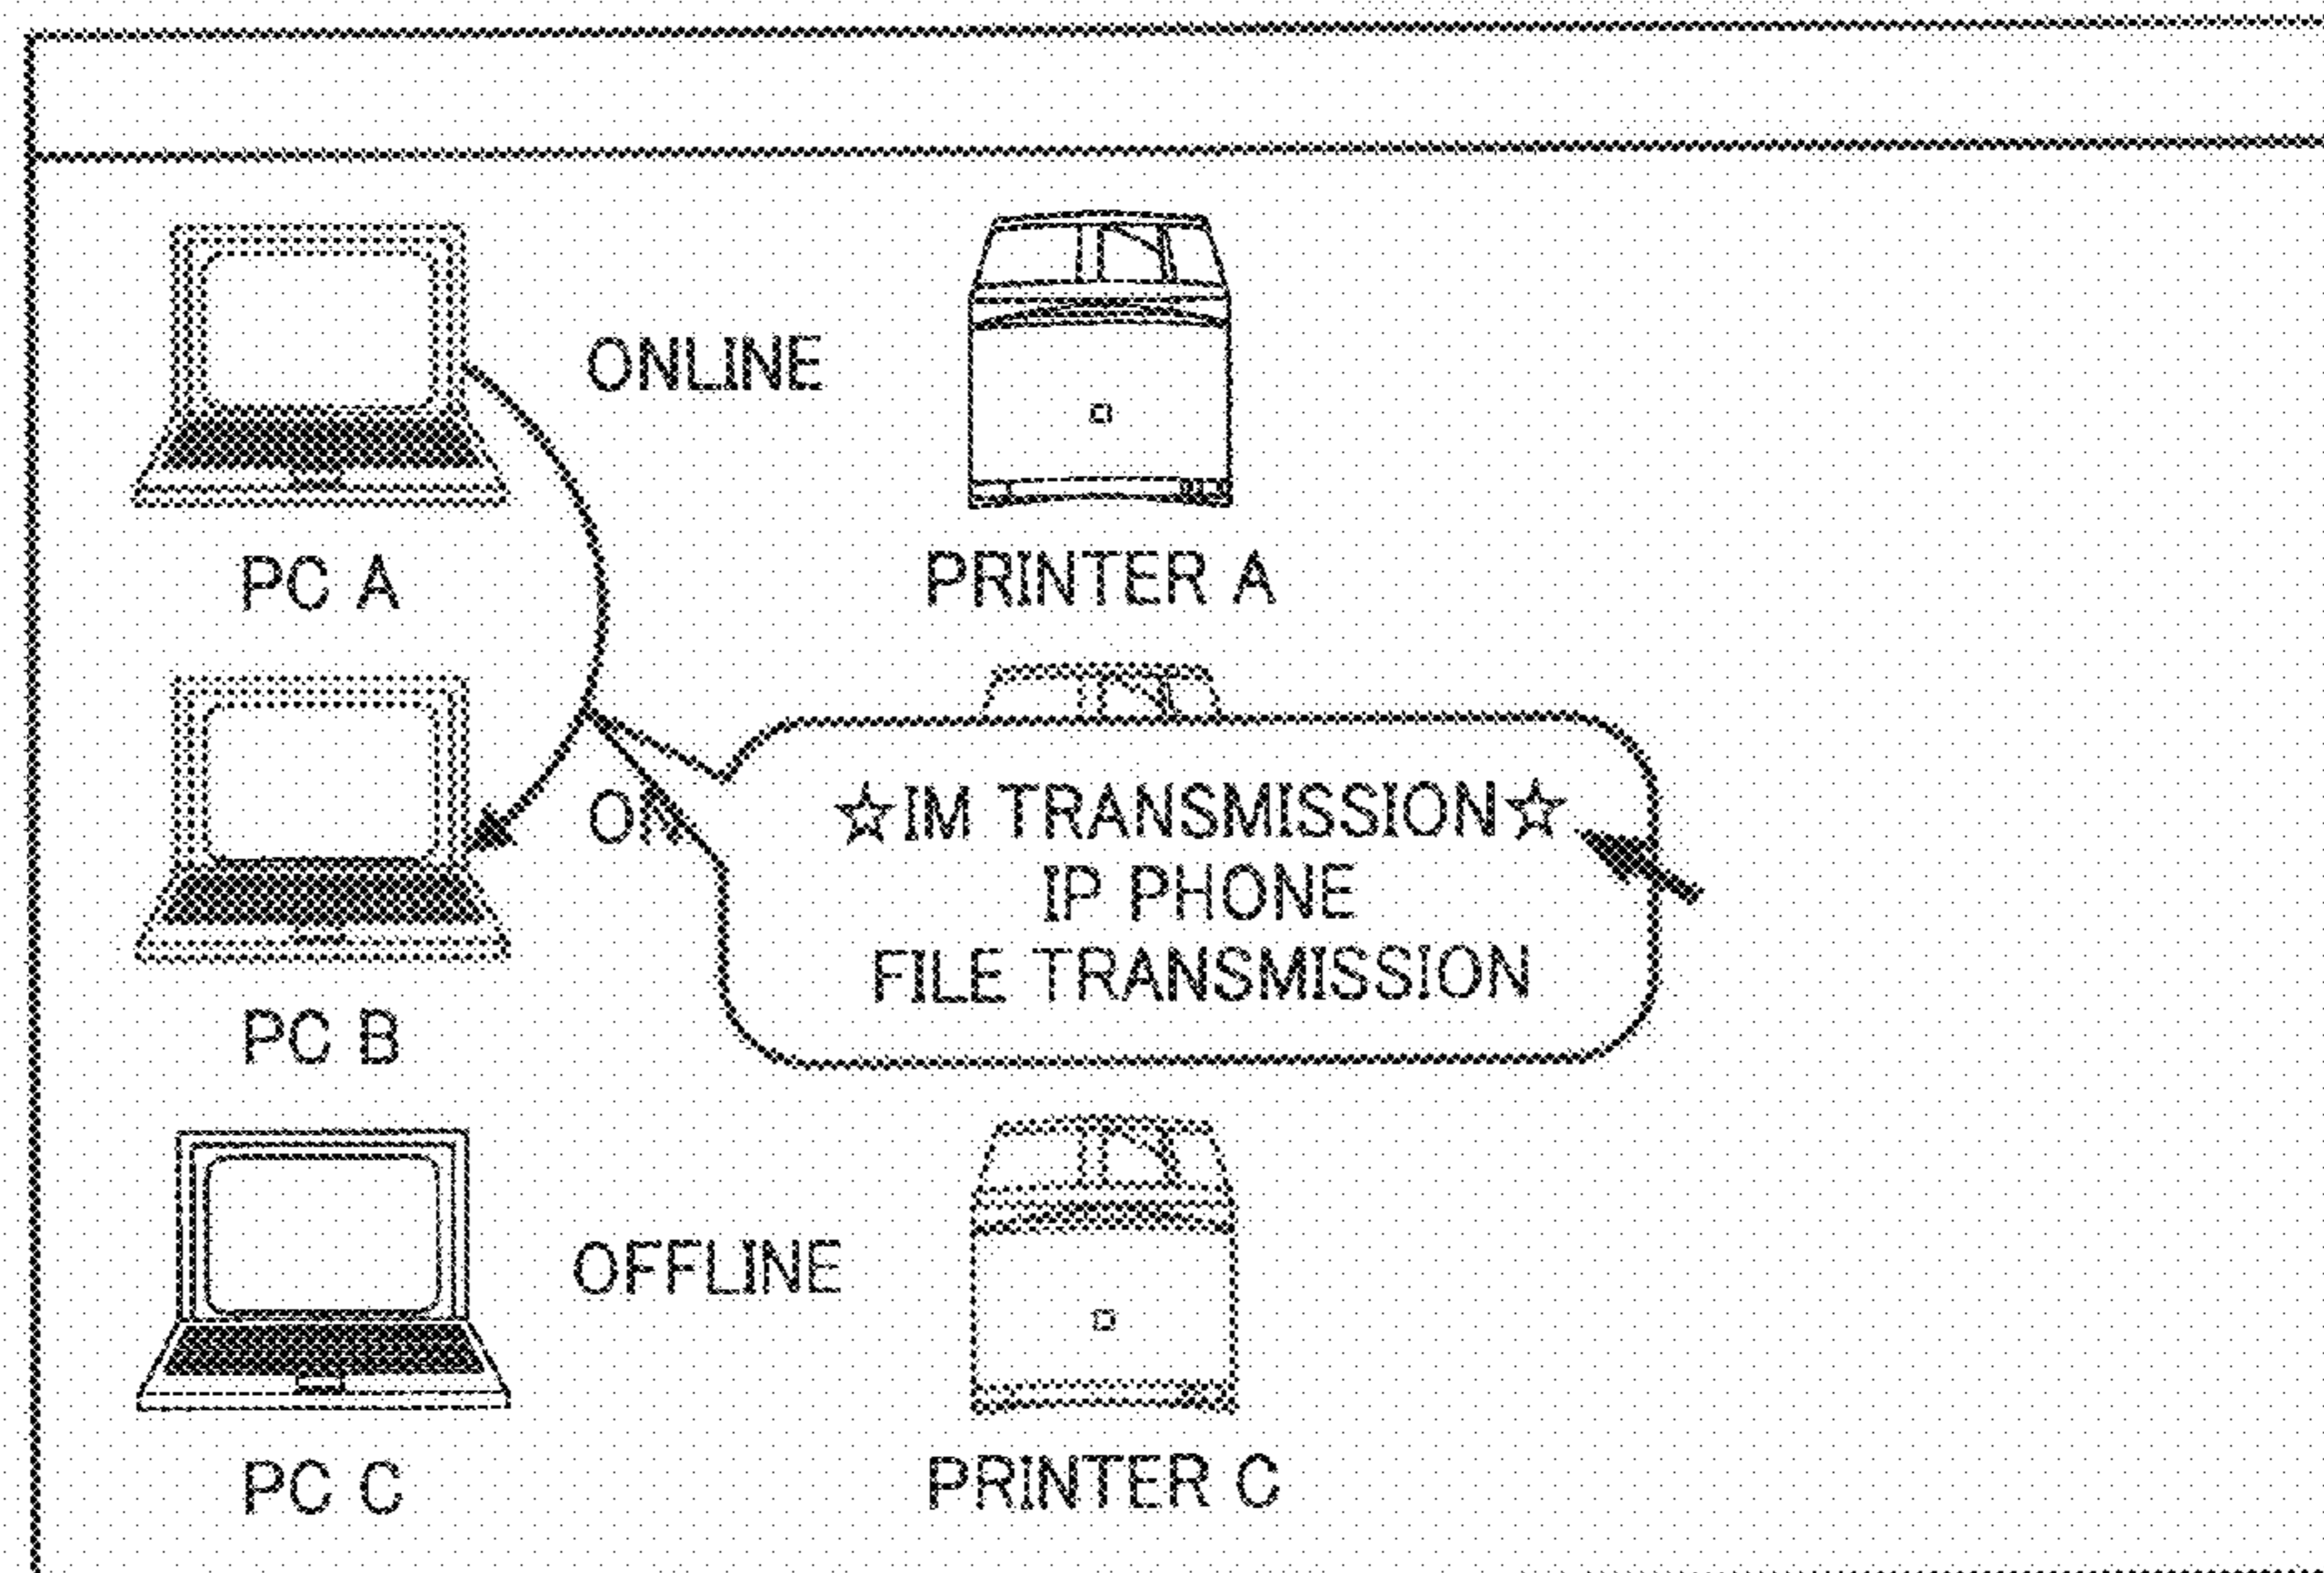 ONLINE
PC A
PRINTER A
ON
☆IM TRANSMISSION☆
IP PHONE
FILE TRANSMISSION
PC B
OFFLINE
PC C
PRINTER C